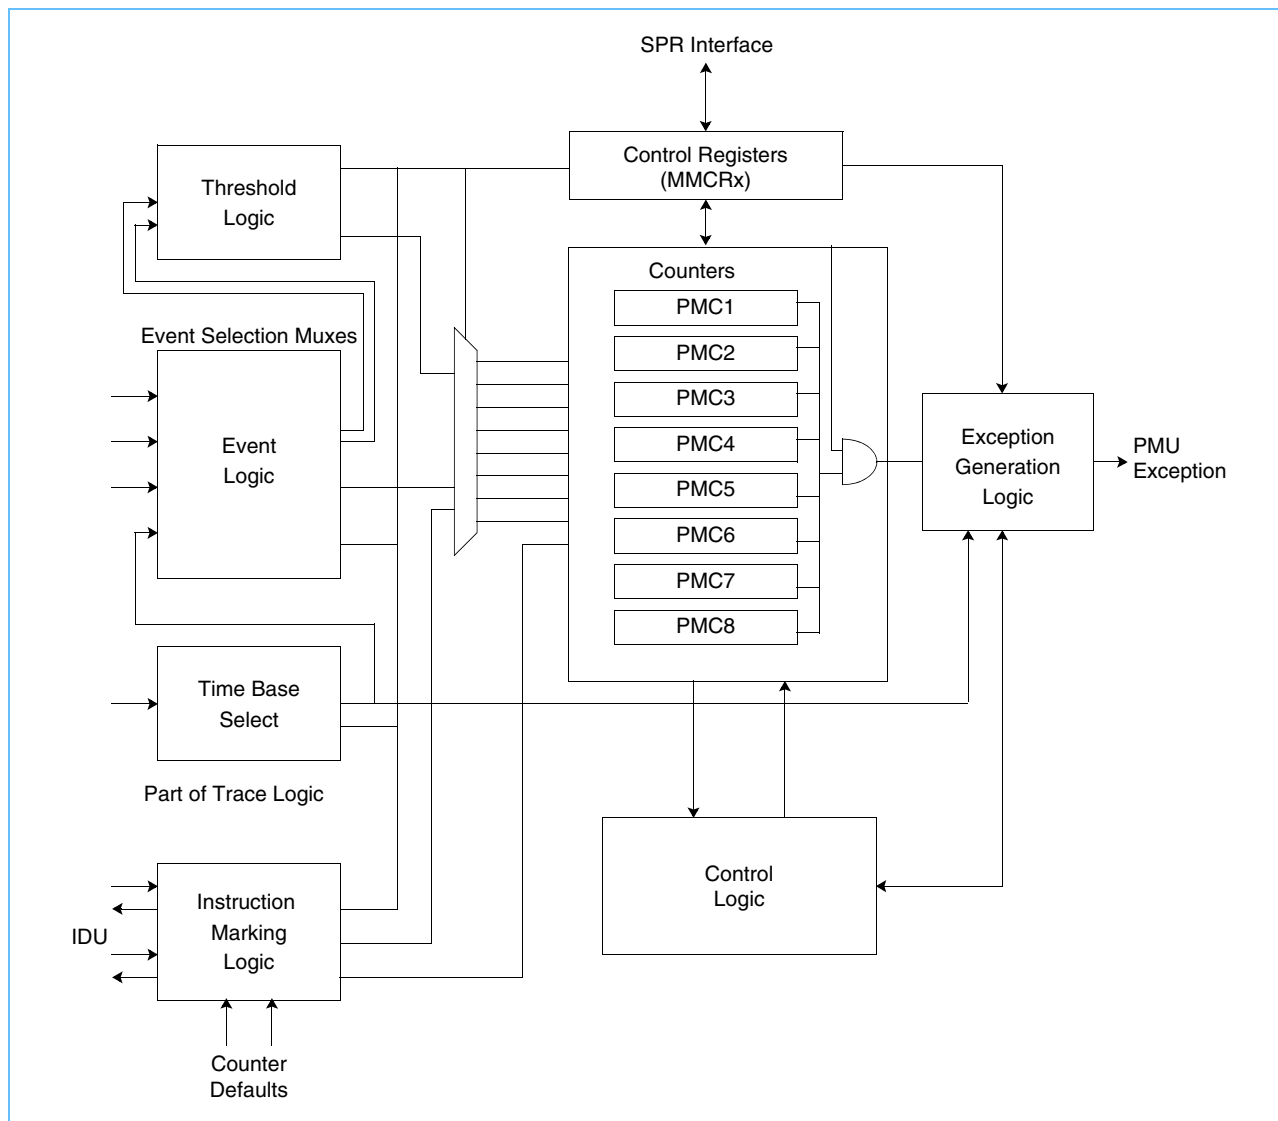 SPR Interface
Control Registers
(MMCRx)
Threshold
Logic
Counters
PMC1
PMC2
PMC3
PMC4
PMC5
PMC6
PMC7
PMC8
Event Selection Muxes
Event
Logic
Exception
Generation
Logic
PMU
Exception
Time Base
Select
Part of Trace Logic
Control
Logic
Instruction
Marking
Logic
IDU
Counter
Defaults